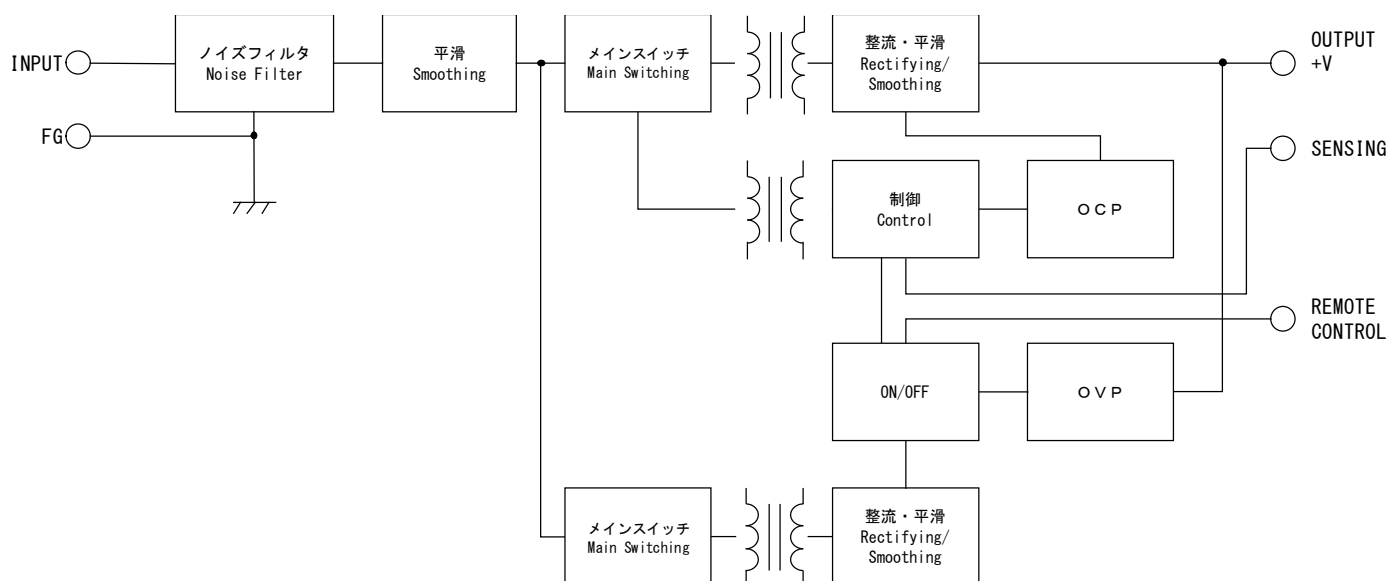 INPUT
FG
ノイズフィルタ
Noise Filter
平滑
Smoothing
メインスイッチ
Main Switching
整流・平滑
Rectifying/
Smoothing
OUTPUT
+V
SENSING
制御
Control
ＯＣＰ
REMOTE
CONTROL
ON/OFF
ＯＶＰ
メインスイッチ
Main Switching
整流・平滑
Rectifying/
Smoothing